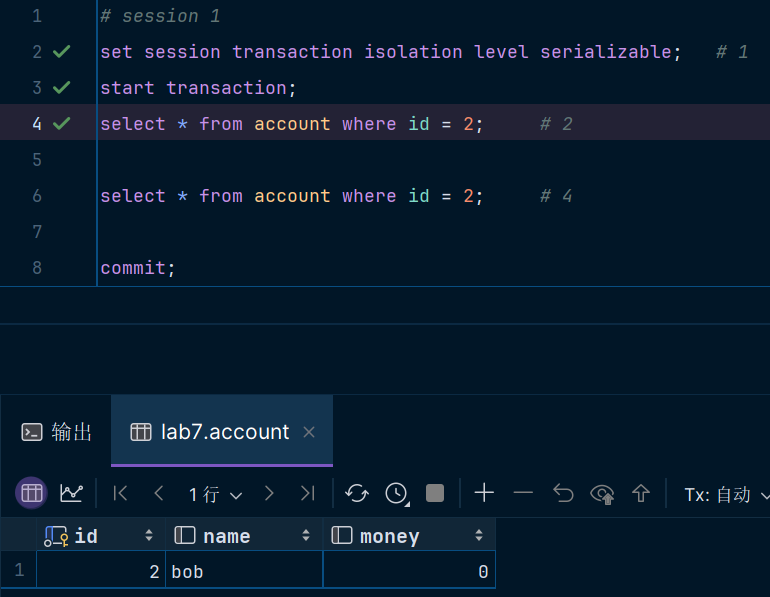 1 # session 1
2 set session transaction isolation level serializable; # 1
3 start transaction;
4 select * from account where id = 2; # 2
5
6 select * from account where id = 2; # 4
7
8 commit;
输出 lab7.account
1 行 Tx: 自动
id name money
1 2 bob 0